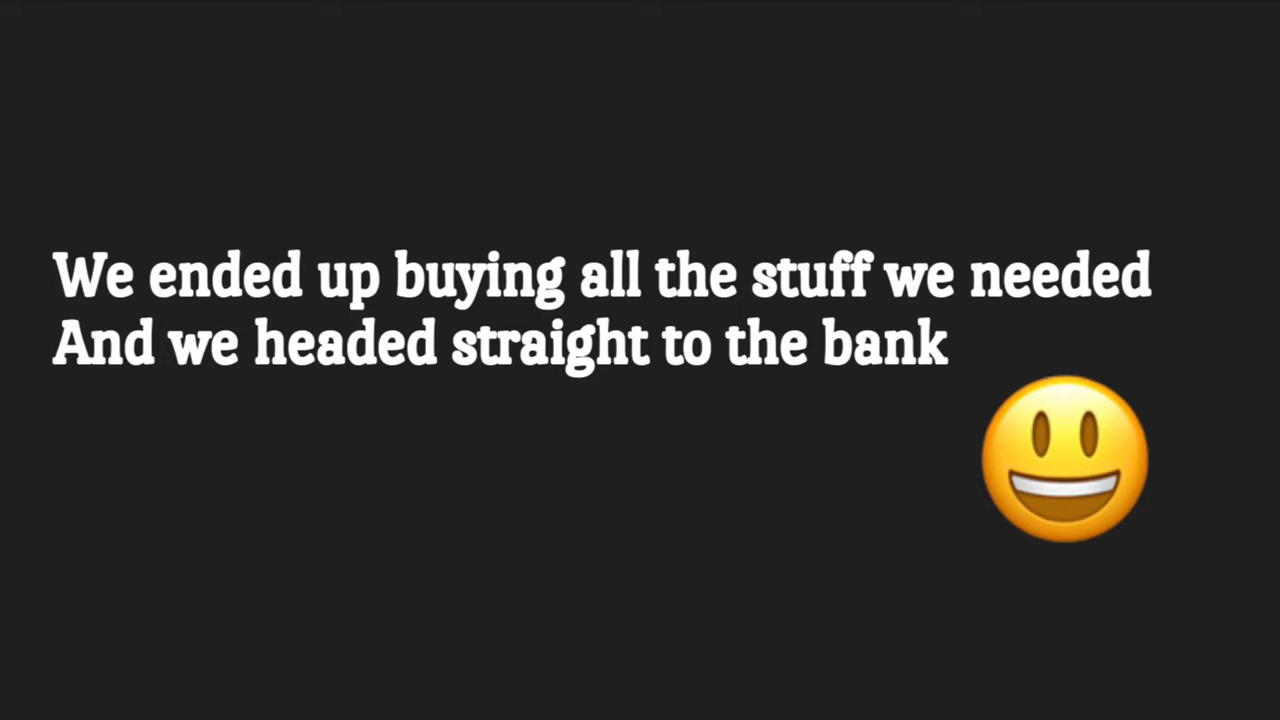 We ended up buying all the stuff we needed
And we headed straight to the bank